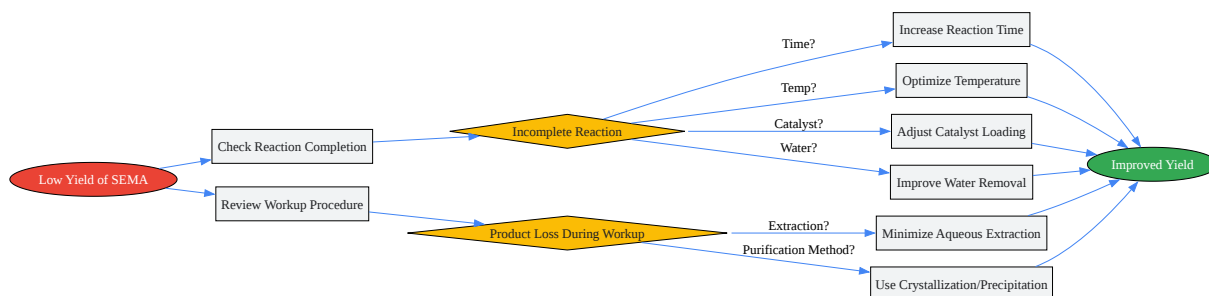 Low Yield of SEMA
Check Reaction Completion
Review Workup Procedure
Incomplete Reaction
Product Loss During Workup
Time?
Temp?
Catalyst?
Water?
Extraction?
Purification Method?
Increase Reaction Time
Optimize Temperature
Adjust Catalyst Loading
Improve Water Removal
Minimize Aqueous Extraction
Use Crystallization/Precipitation
Improved Yield